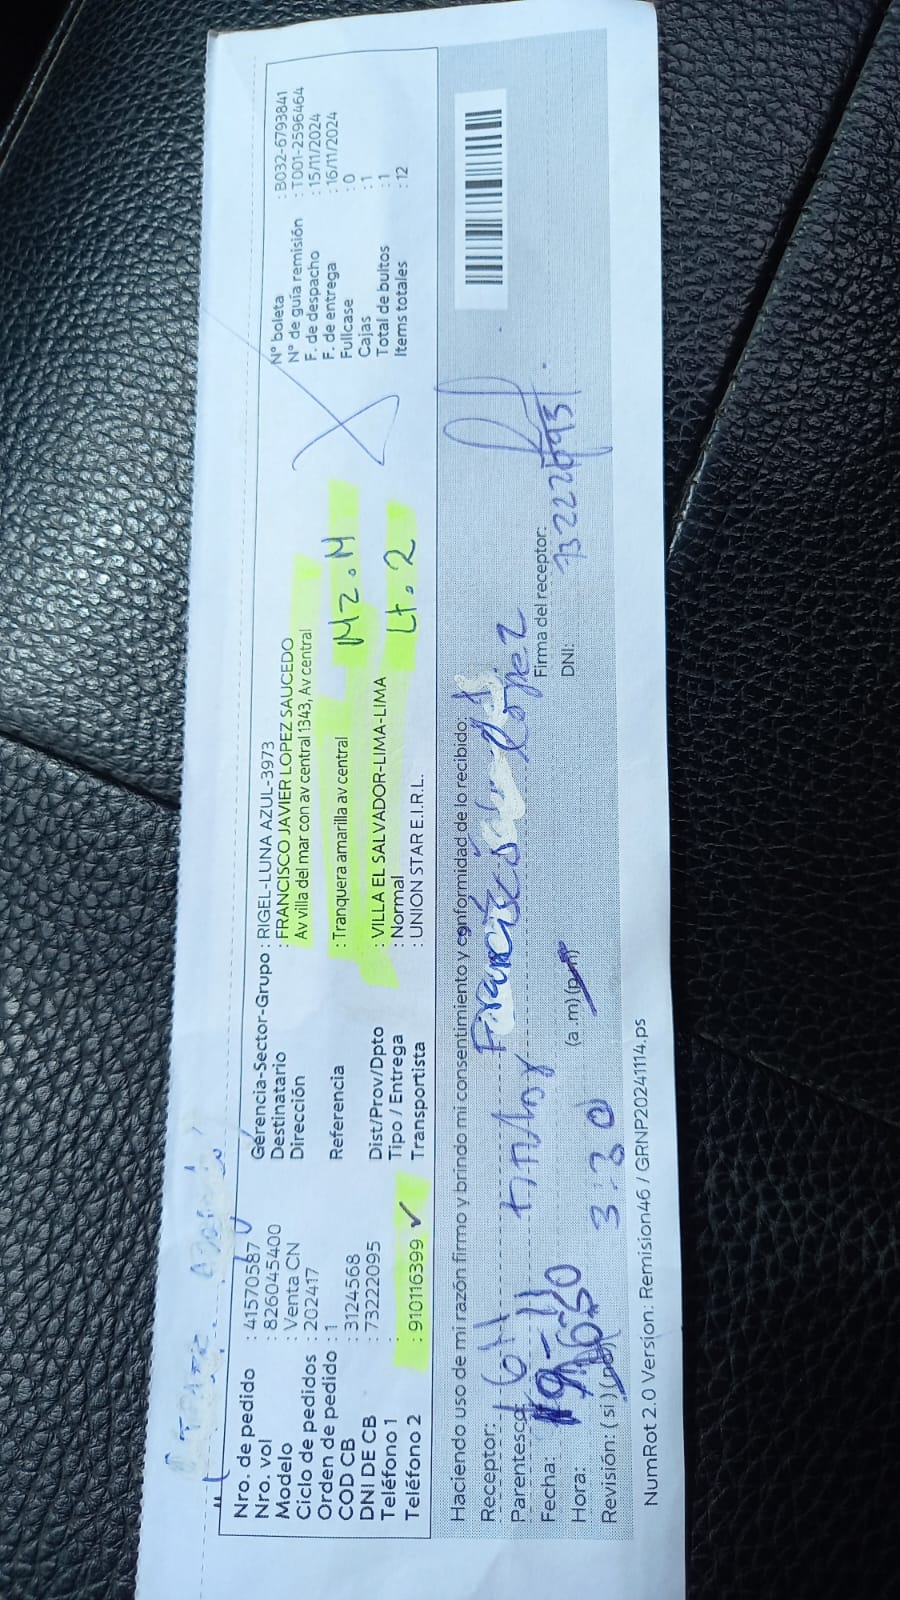 Nro. de pedido : 41570587
Nro. vol : 826045400
Modelo : Venta CN
Ciclo de pedidos : 202417
Orden de pedido : 1
COD CB : 3124568
DNI DE CB : 73222095
Teléfono 1 :
Teléfono 2 : 910116399 ✓
Gerencia-Sector-Grupo : RIGEL-LUNA AZUL-3973
Destinatario : FRANCISCO JAVIER LOPEZ SAUCEDO
Dirección Av villa del mar con av central 1343, Av central
Referencia : Tranquera amarilla av central
Mz. M
Dist/Prov/Dpto : VILLA EL SALVADOR-LIMA-LIMA
Lt. 2
Tipo / Entrega : Normal
Transportista : UNION STAR E.I.R.L.
N° boleta : B032-6793841
N° de guía remisión : T001-2596464
F. de despacho : 15/11/2024
F. de entrega : 16/11/2024
Fullcase : 0
Cajas : 1
Total de bultos : 1
Items totales : 12
Haciendo uso de mi razón firmo y brindo mi consentimiento y conformidad de lo recibido:
Receptor:
Parentesco
Fecha:
Hora: 3:30 (a.m) (p.m)
Revisión: (si) (no)
Lopez
Firma del receptor:
DNI:
NumRot 2.0 Version: Remision46 / GRNP20241114.ps